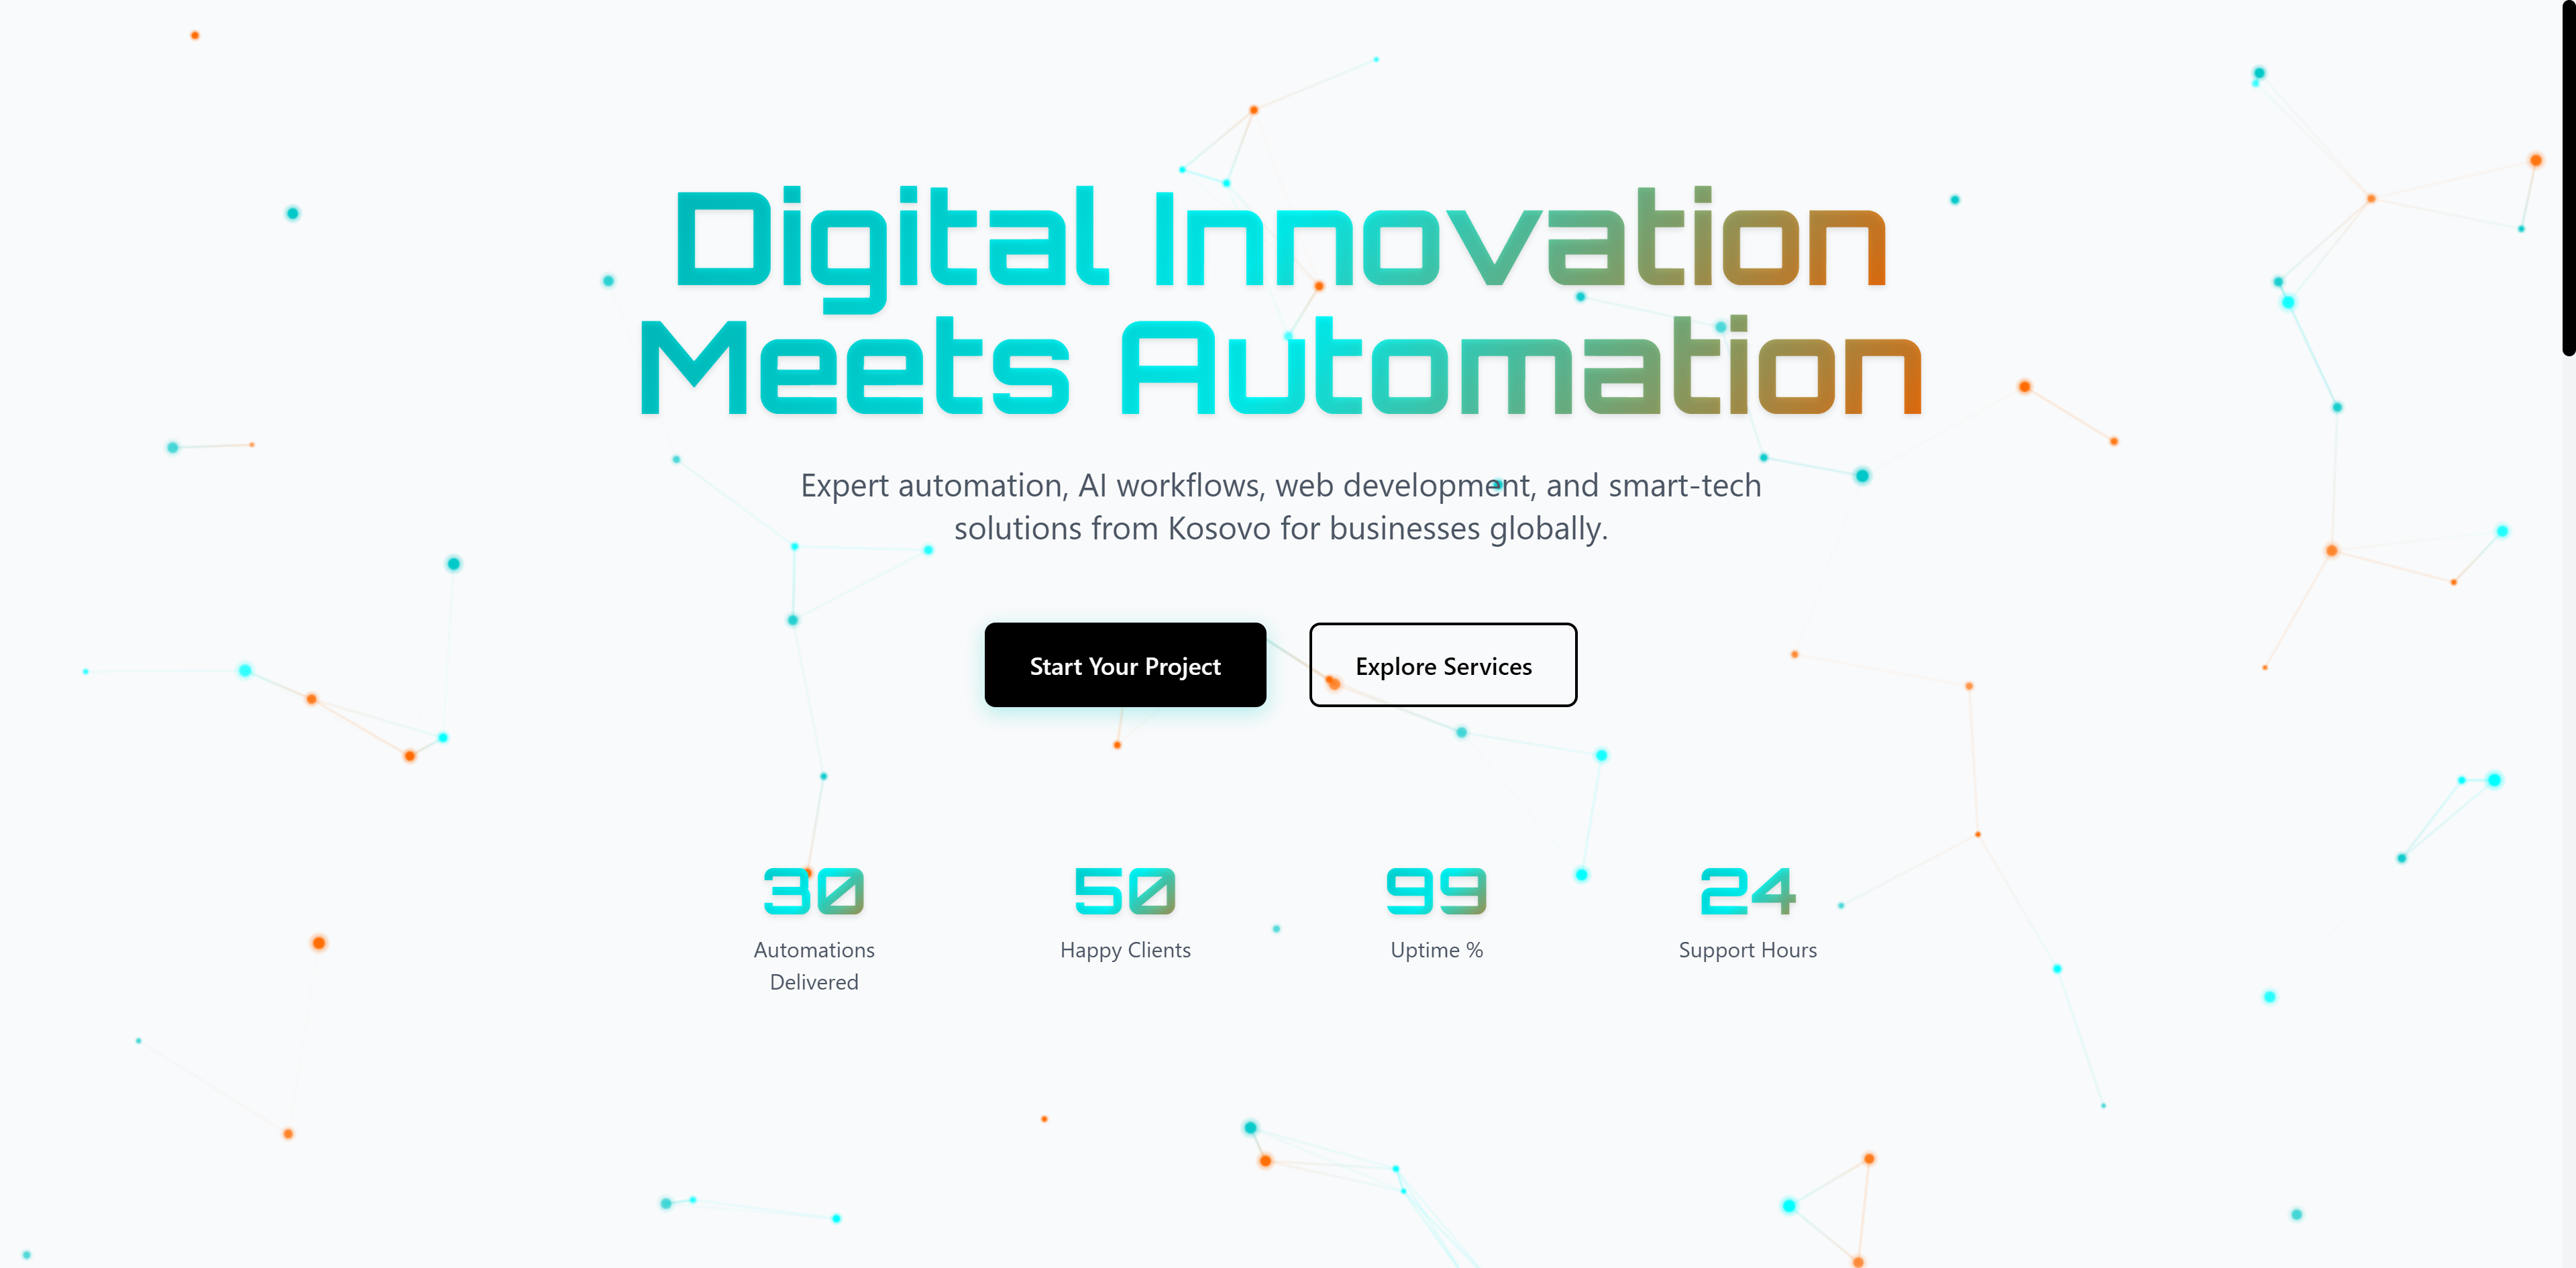 Digital Innovation
Meets Automation
Expert automation, AI workflows, web development, and smart-tech
solutions from Kosovo for businesses globally.
Start Your Project
Explore Services
30
Automations
Delivered
50
Happy Clients
99
Uptime %
24
Support Hours